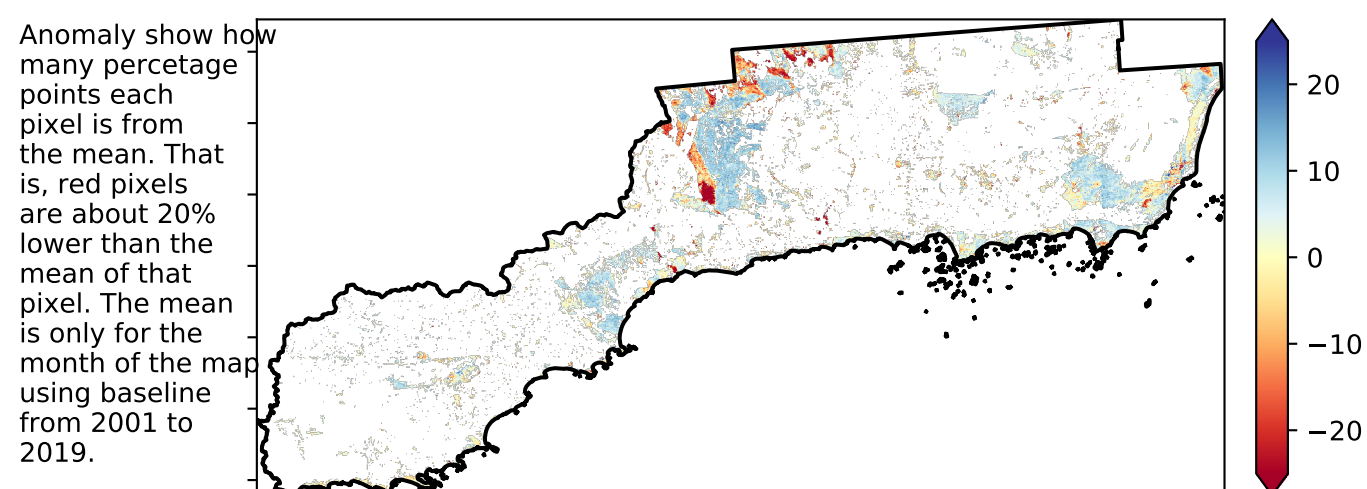 Anomaly show how
many percetage
points each
pixel is from
the mean. That
is, red pixels
are about 20%
lower than the
mean of that
pixel. The mean
is only for the
month of the map
using baseline
from 2001 to
2019.
20
10
0
−10
−20